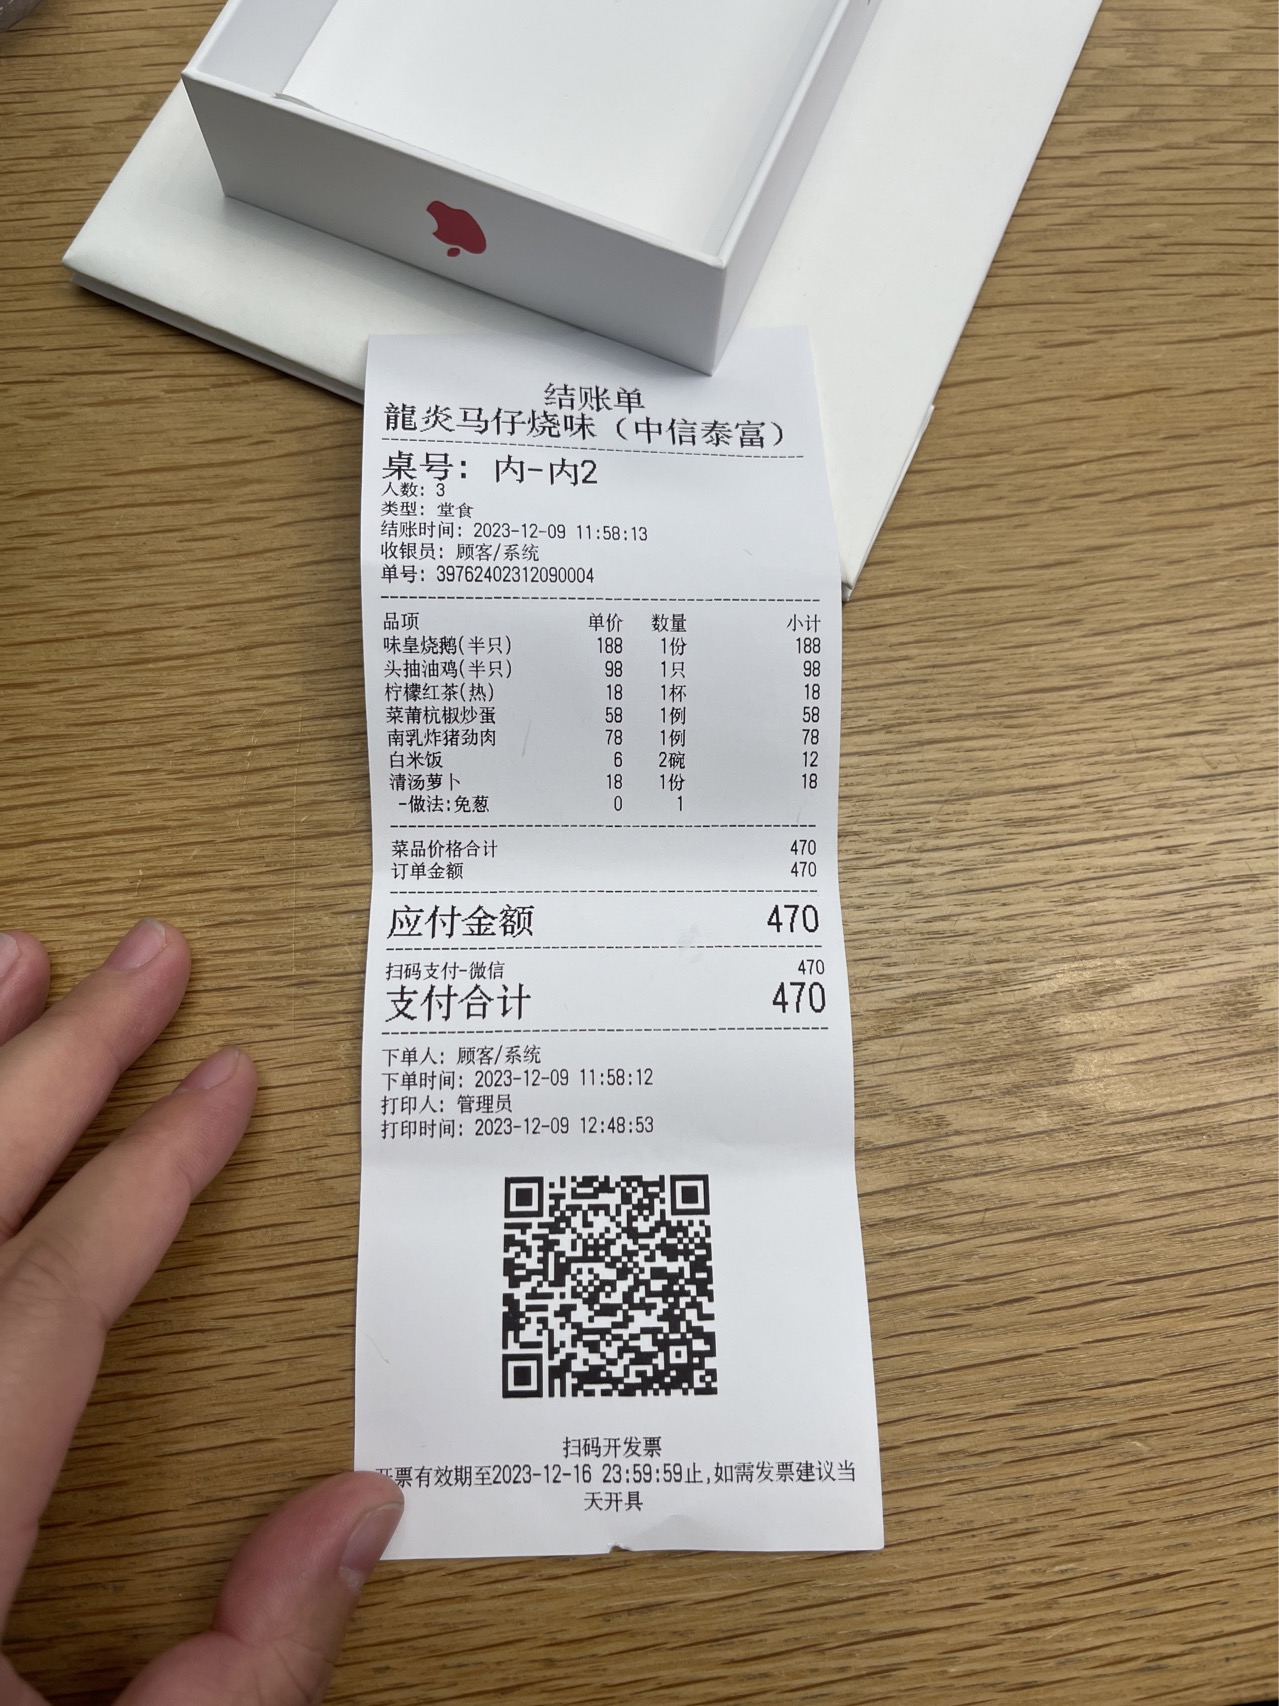 结账单
龍炎马仔烧味（中信泰富）
桌号: 内-内2
人数: 3
类型: 堂食
结账时间: 2023-12-09 11:58:13
收银员: 顾客/系统
单号: 39762402312090004
品项 单价 数量 小计
味皇烧鹅(半只) 188 1份 188
头抽油鸡(半只) 98 1只 98
柠檬红茶(热) 18 1杯 18
菜莆杭椒炒蛋 58 1例 58
南乳炸猪劲肉 78 1例 78
白米饭 6 2碗 12
清汤萝卜 18 1份 18
-做法:免葱 0 1
菜品价格合计 470
订单金额 470
应付金额 470
扫码支付-微信 470
支付合计 470
下单人: 顾客/系统
下单时间: 2023-12-09 11:58:12
打印人: 管理员
打印时间: 2023-12-09 12:48:53
扫码开发票
开票有效期至2023-12-16 23:59:59止,如需发票建议当
天开具